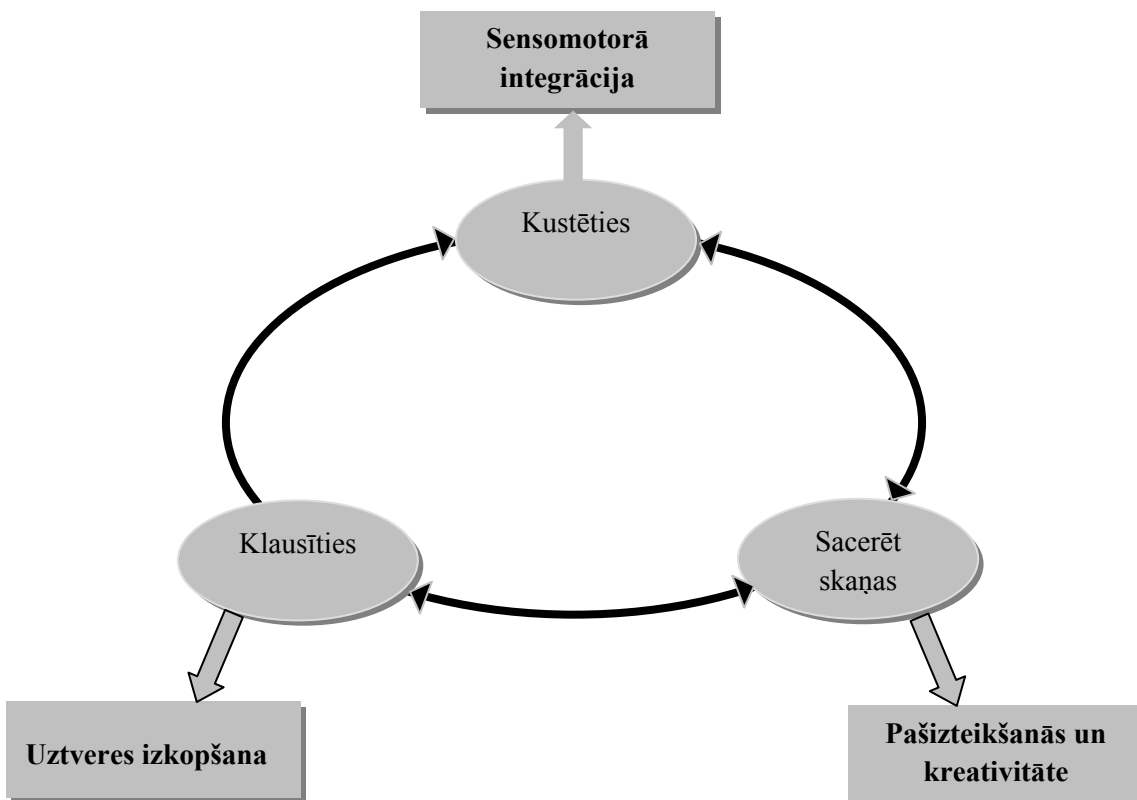 Sensomotorā
integrācija
Kustēties
Klausīties
Sacerēt
skaņas
Uztveres izkopšana
Pašizteikšanās un
kreativitāte